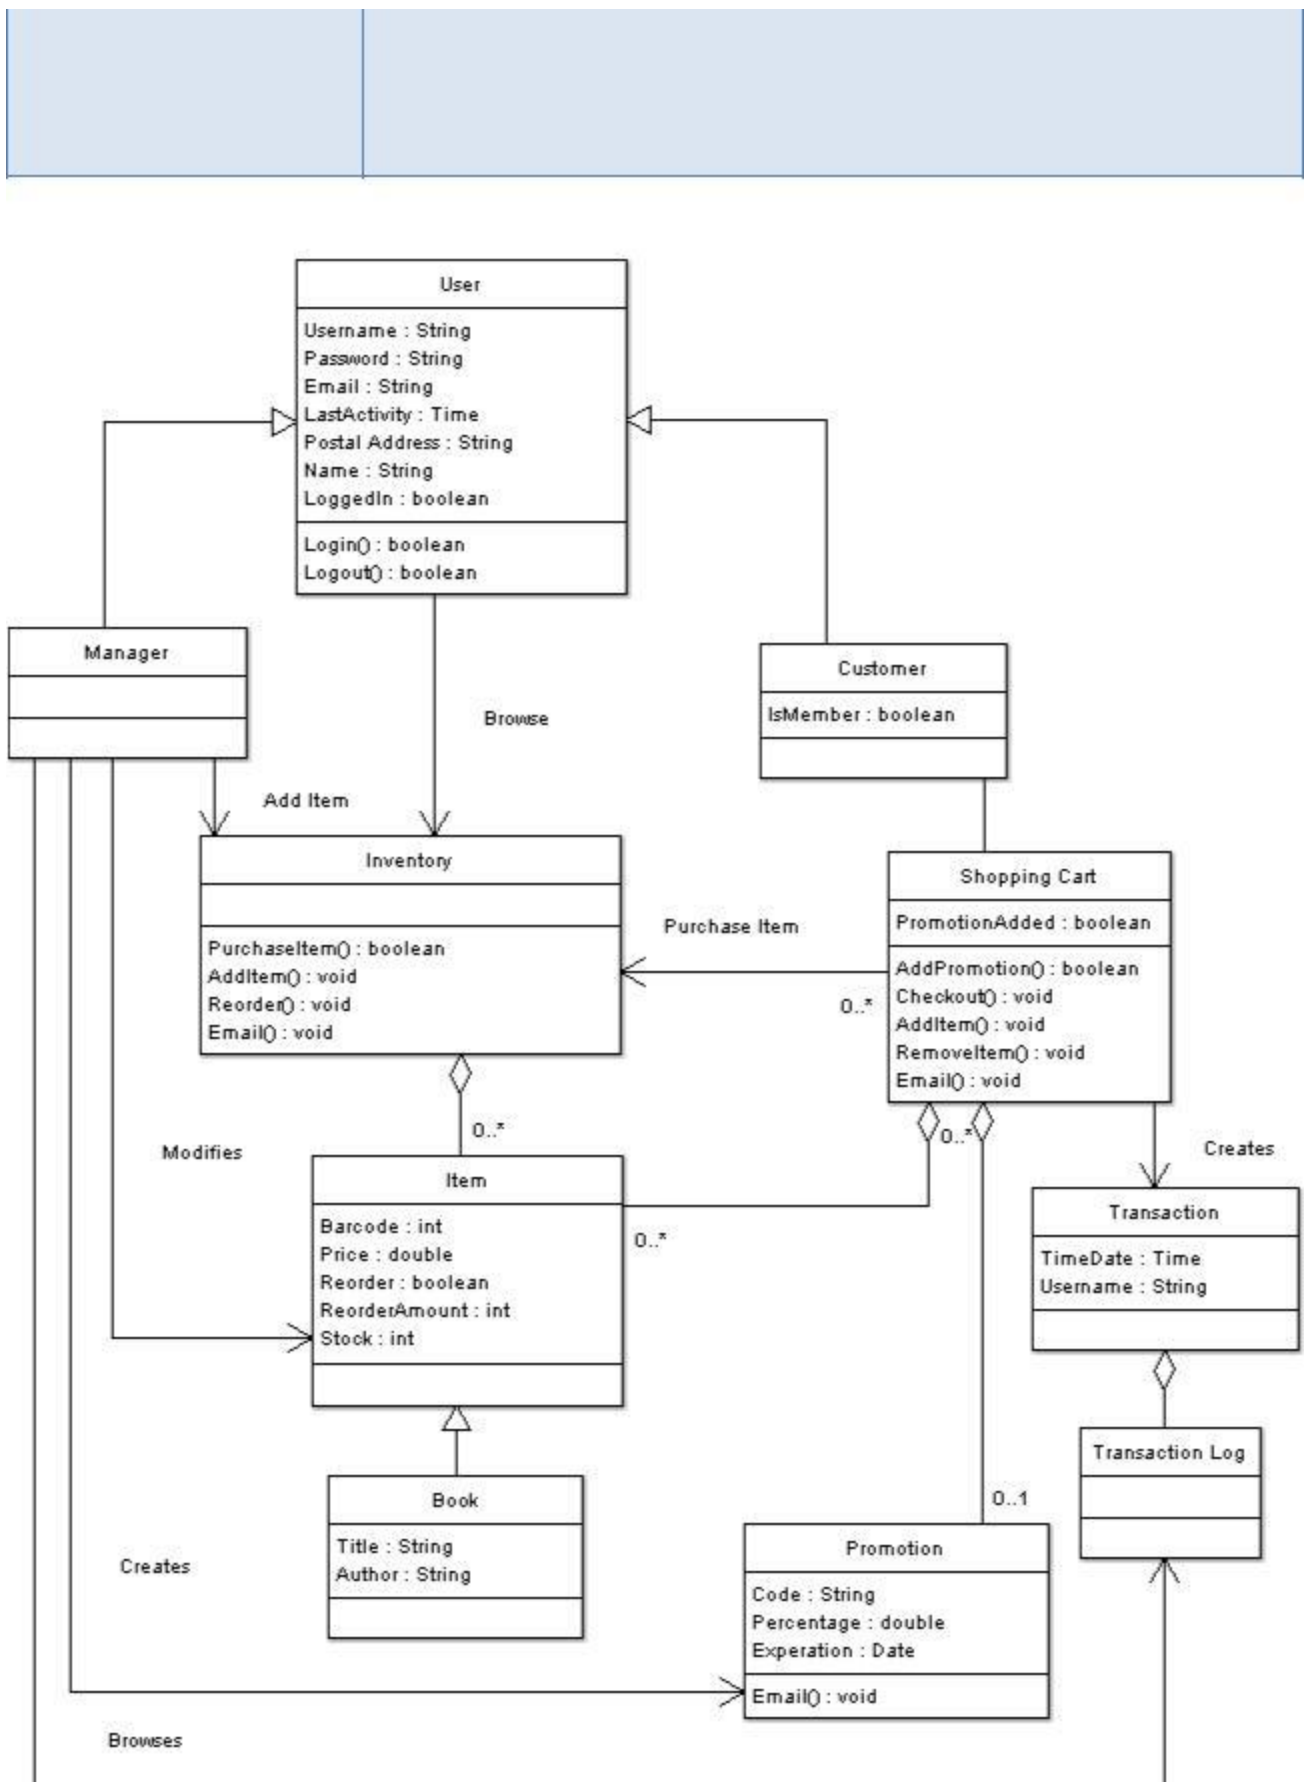 User
Username : String
Password : String
Email : String
LastActivity : Time
Postal Address : String
Name : String
LoggedIn : boolean
Login() : boolean
Logout() : boolean
Manager
Customer
IsMember : boolean
Browse
Add Item
Inventory
PurchaseItem() : boolean
AddItem() : void
Reorder() : void
Email() : void
Purchase Item
0..*
Shopping Cart
PromotionAdded : boolean
AddPromotion() : boolean
Checkout() : void
AddItem() : void
RemoveItem() : void
Email() : void
0..*
0..*
Creates
Modifies
Item
Barcode : int
Price : double
Reorder : boolean
ReorderAmount : int
Stock : int
0..*
Transaction
TimeDate : Time
Username : String
Transaction Log
Book
Title : String
Author : String
0..1
Creates
Promotion
Code : String
Percentage : double
Experation : Date
Email() : void
Browses